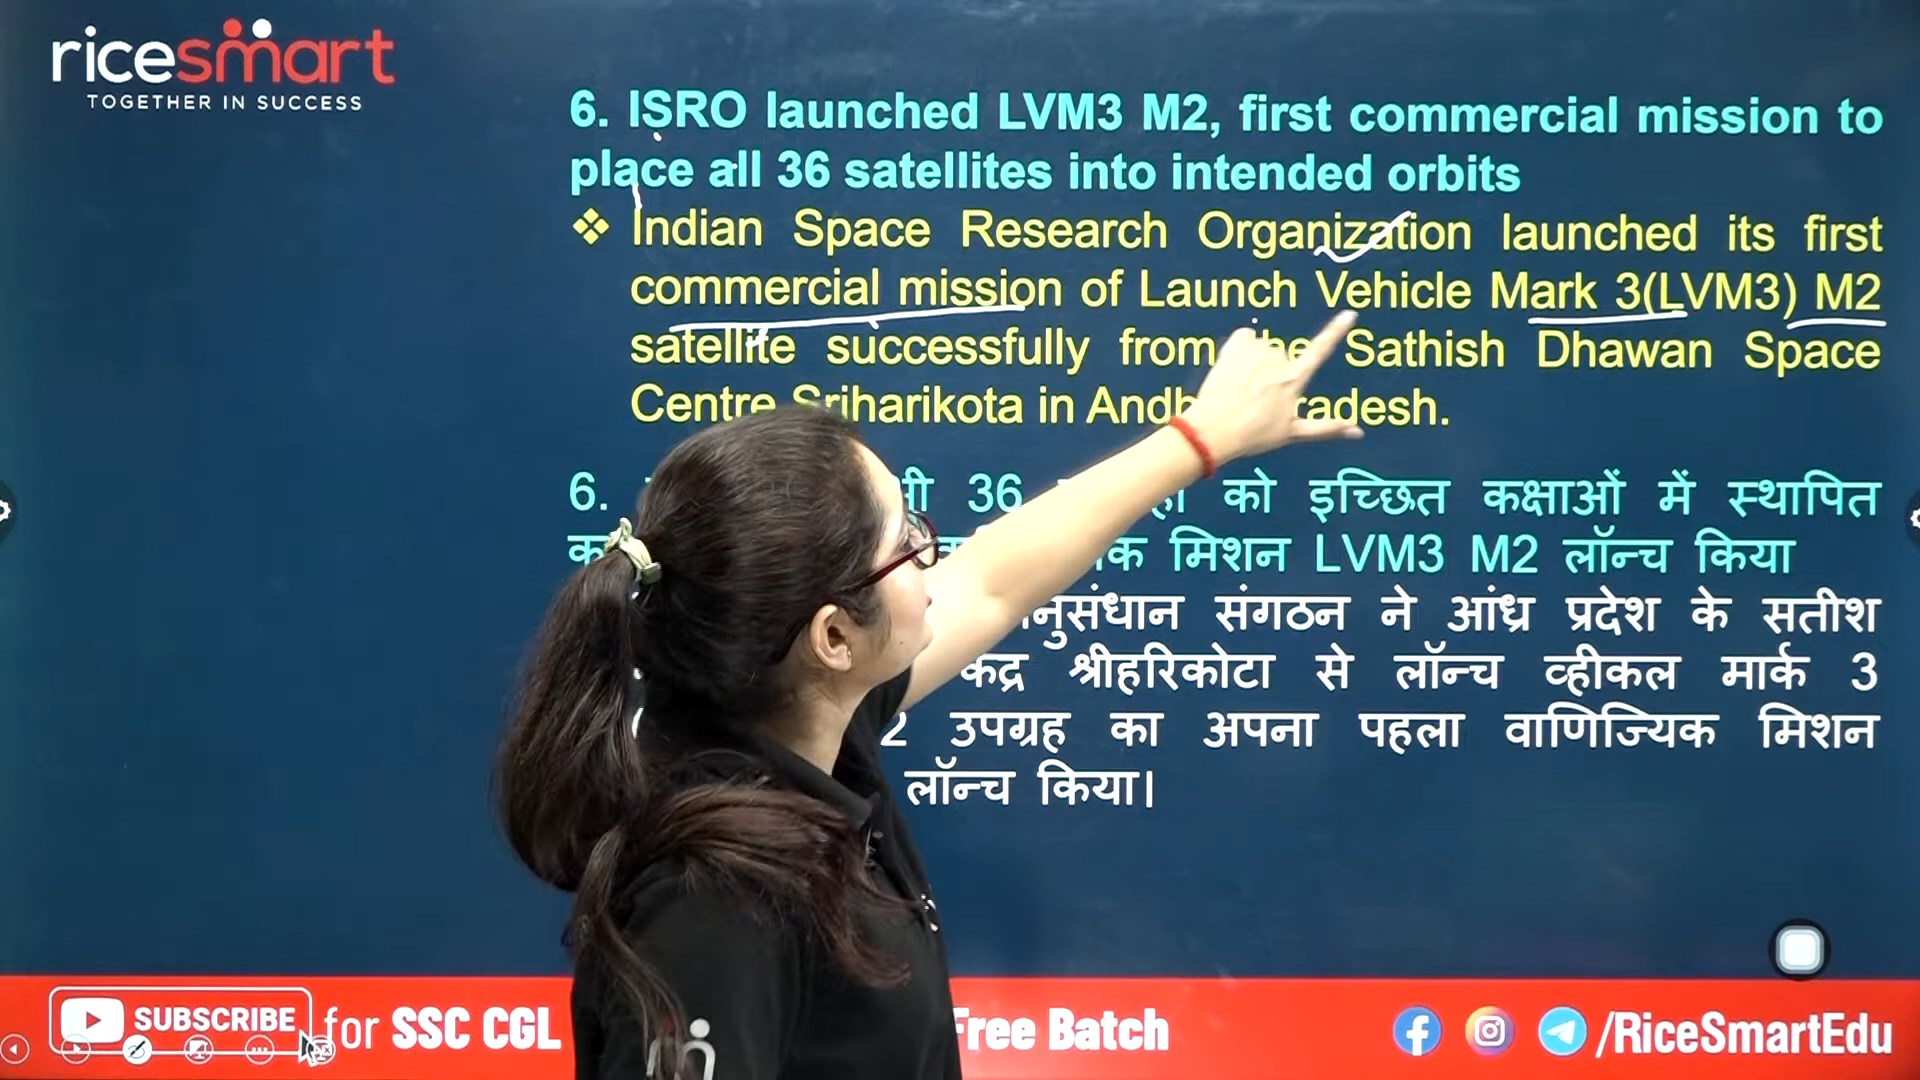 ricesmart
TOGETHER IN SUCCESS
6. ISRO launched LVM3 M2, first commercial mission to
place all 36 satellites into intended orbits
❖ Indian Space Research Organization launched its first
commercial mission of Launch Vehicle Mark 3(LVM3) M2
satellite successfully from the Sathish Dhawan Space
Centre Sriharikota in Andh radesh.
6. 36 को इच्छित कक्षाओं में स्थापित
मिशन LVM3 M2 लॉन्च किया
संगठन ने आंध्र प्रदेश के सतीश
श्रीहरिकोटा से लॉन्च व्हीकल मार्क 3
2 उपग्रह का अपना पहला वाणिज्यिक मिशन
लॉन्च किया।
SUBSCRIBE for SSC CGL Free Batch
/RiceSmartEdu